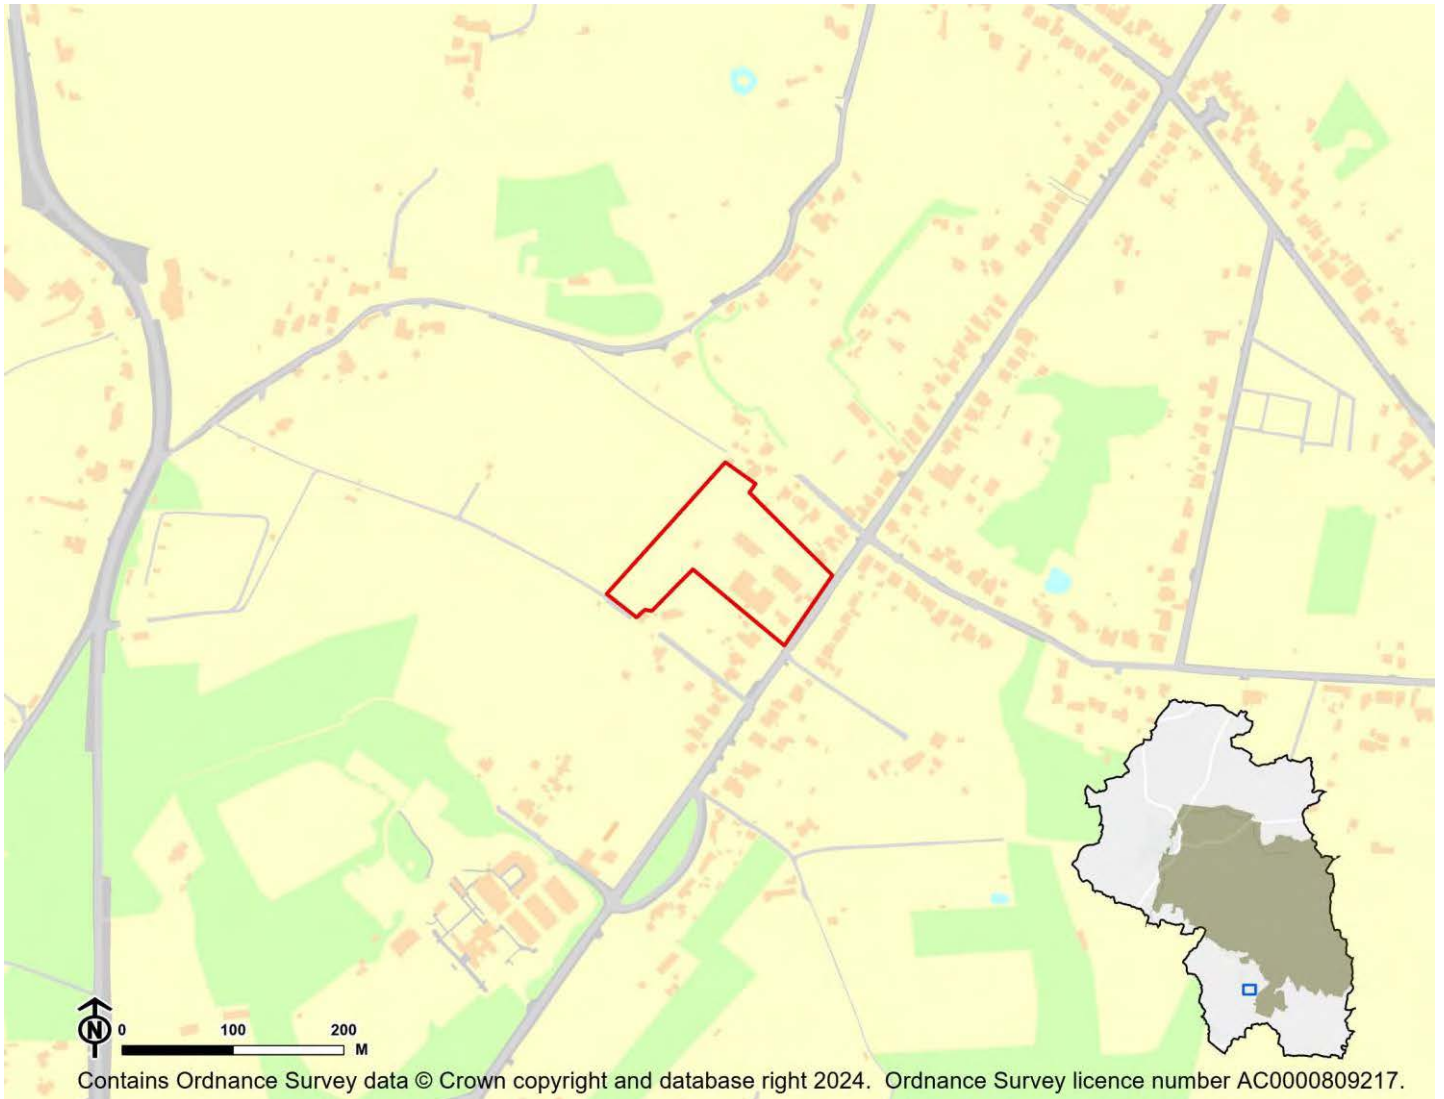 N
0 100 200
M
Contains Ordnance Survey data © Crown copyright and database right 2024. Ordnance Survey licence number AC0000809217.